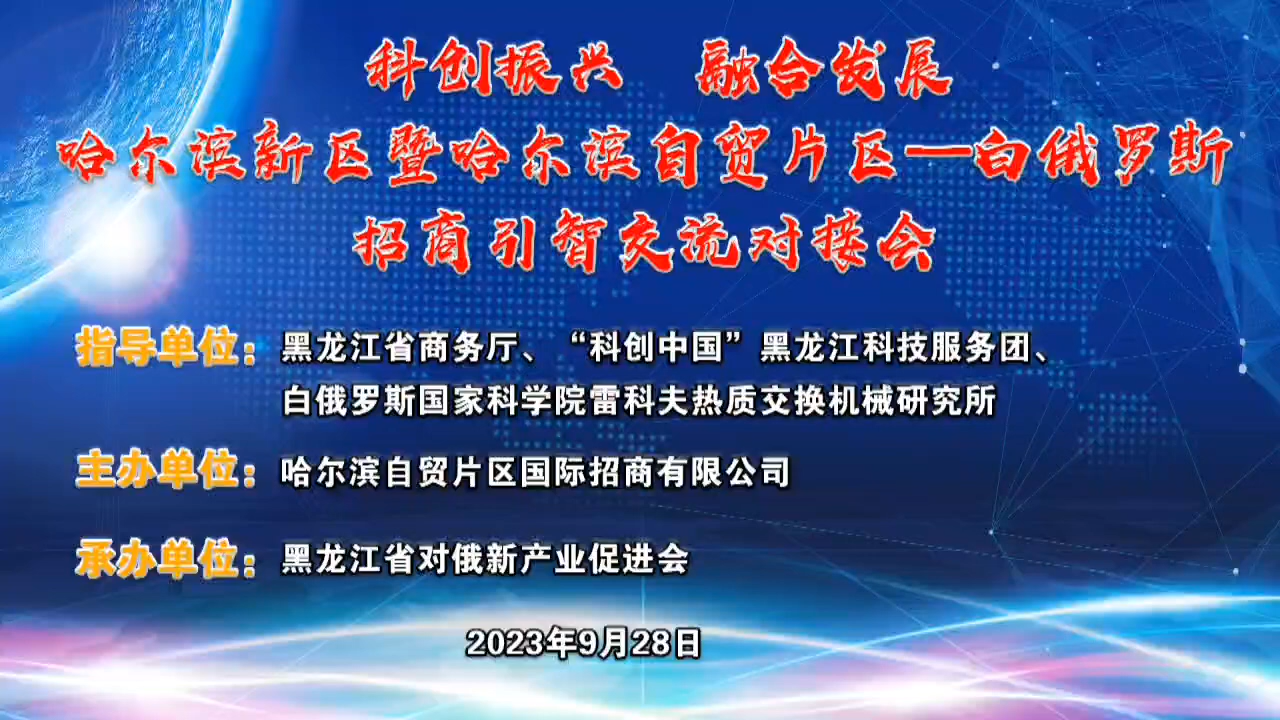 科创振兴 融合发展
哈尔滨新区暨哈尔滨自贸片区—白俄罗斯
招商引智交流对接会
指导单位：黑龙江省商务厅、“科创中国”黑龙江科技服务团、
白俄罗斯国家科学院雷科夫热质交换机械研究所
主办单位：哈尔滨自贸片区国际招商有限公司
承办单位：黑龙江省对俄新产业促进会
2023年9月28日